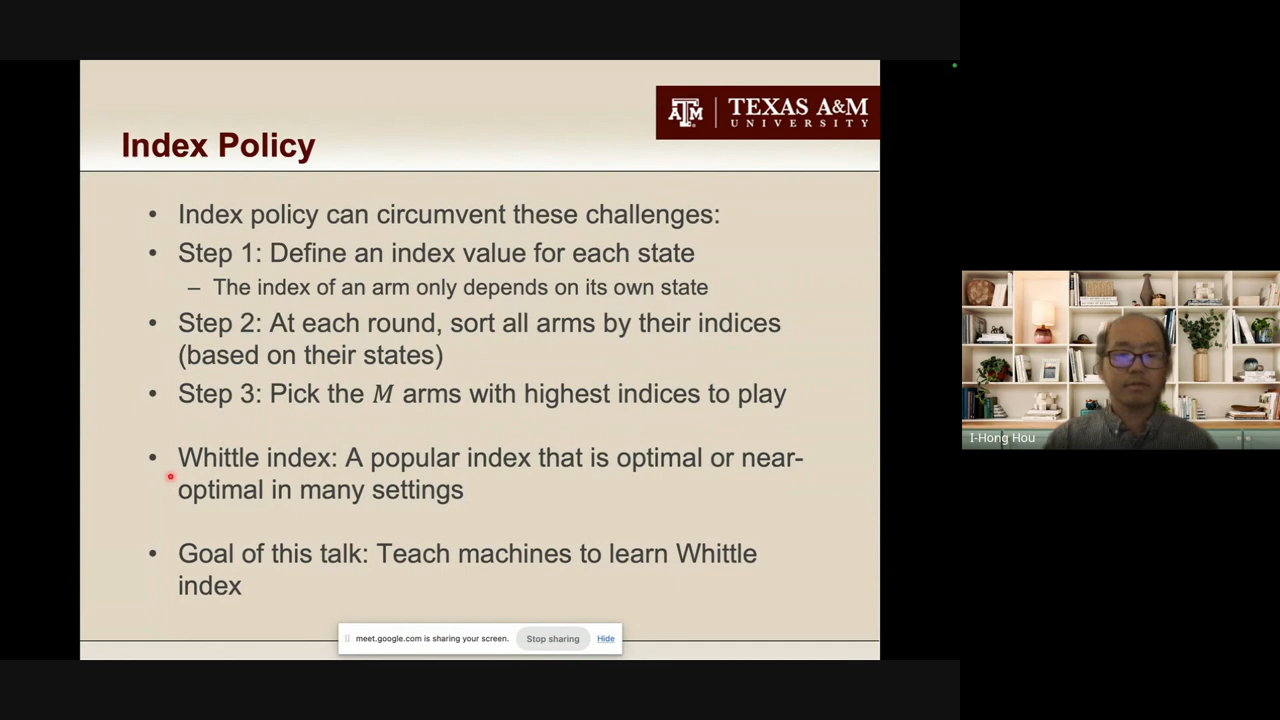 ATM | TEXAS A&M
UNIVERSITY
Index Policy
• Index policy can circumvent these challenges:
• Step 1: Define an index value for each state
– The index of an arm only depends on its own state
• Step 2: At each round, sort all arms by their indices
(based on their states)
• Step 3: Pick the M arms with highest indices to play
• Whittle index: A popular index that is optimal or near-
optimal in many settings
• Goal of this talk: Teach machines to learn Whittle
index
meet.google.com is sharing your screen. Stop sharing Hide
I-Hong Hou